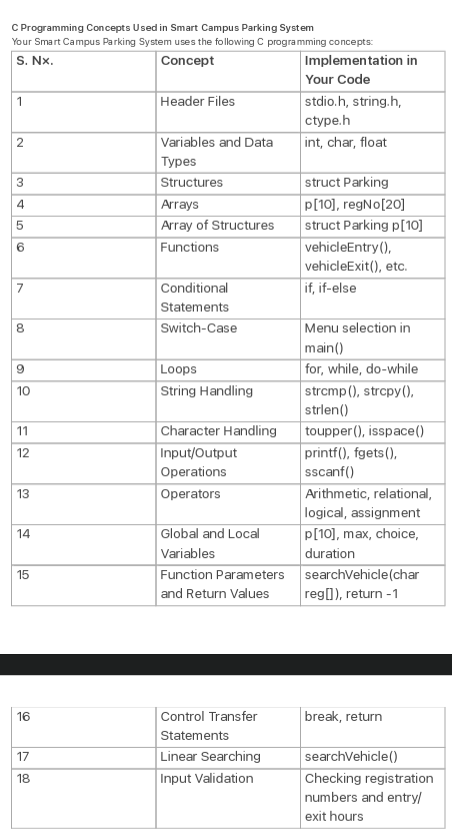 C Programming Concepts Used in Smart Campus Parking System
Your Smart Campus Parking System uses the following C programming concepts:
S. N×. Concept Implementation in
Your Code
1 Header Files stdio.h, string.h,
ctype.h
2 Variables and Data int, char, float
Types
3 Structures struct Parking
4 Arrays p[10], regNo[20]
5 Array of Structures struct Parking p[10]
6 Functions vehicleEntry(),
vehicleExit(), etc.
7 Conditional if, if-else
Statements
8 Switch-Case Menu selection in
main()
9 Loops for, while, do-while
10 String Handling strcmp(), strcpy(),
strlen()
11 Character Handling toupper(), isspace()
12 Input/Output printf(), fgets(),
Operations sscanf()
13 Operators Arithmetic, relational,
logical, assignment
14 Global and Local p[10], max, choice,
Variables duration
15 Function Parameters searchVehicle(char
and Return Values reg[]), return -1
16 Control Transfer break, return
Statements
17 Linear Searching searchVehicle()
18 Input Validation Checking registration
numbers and entry/
exit hours